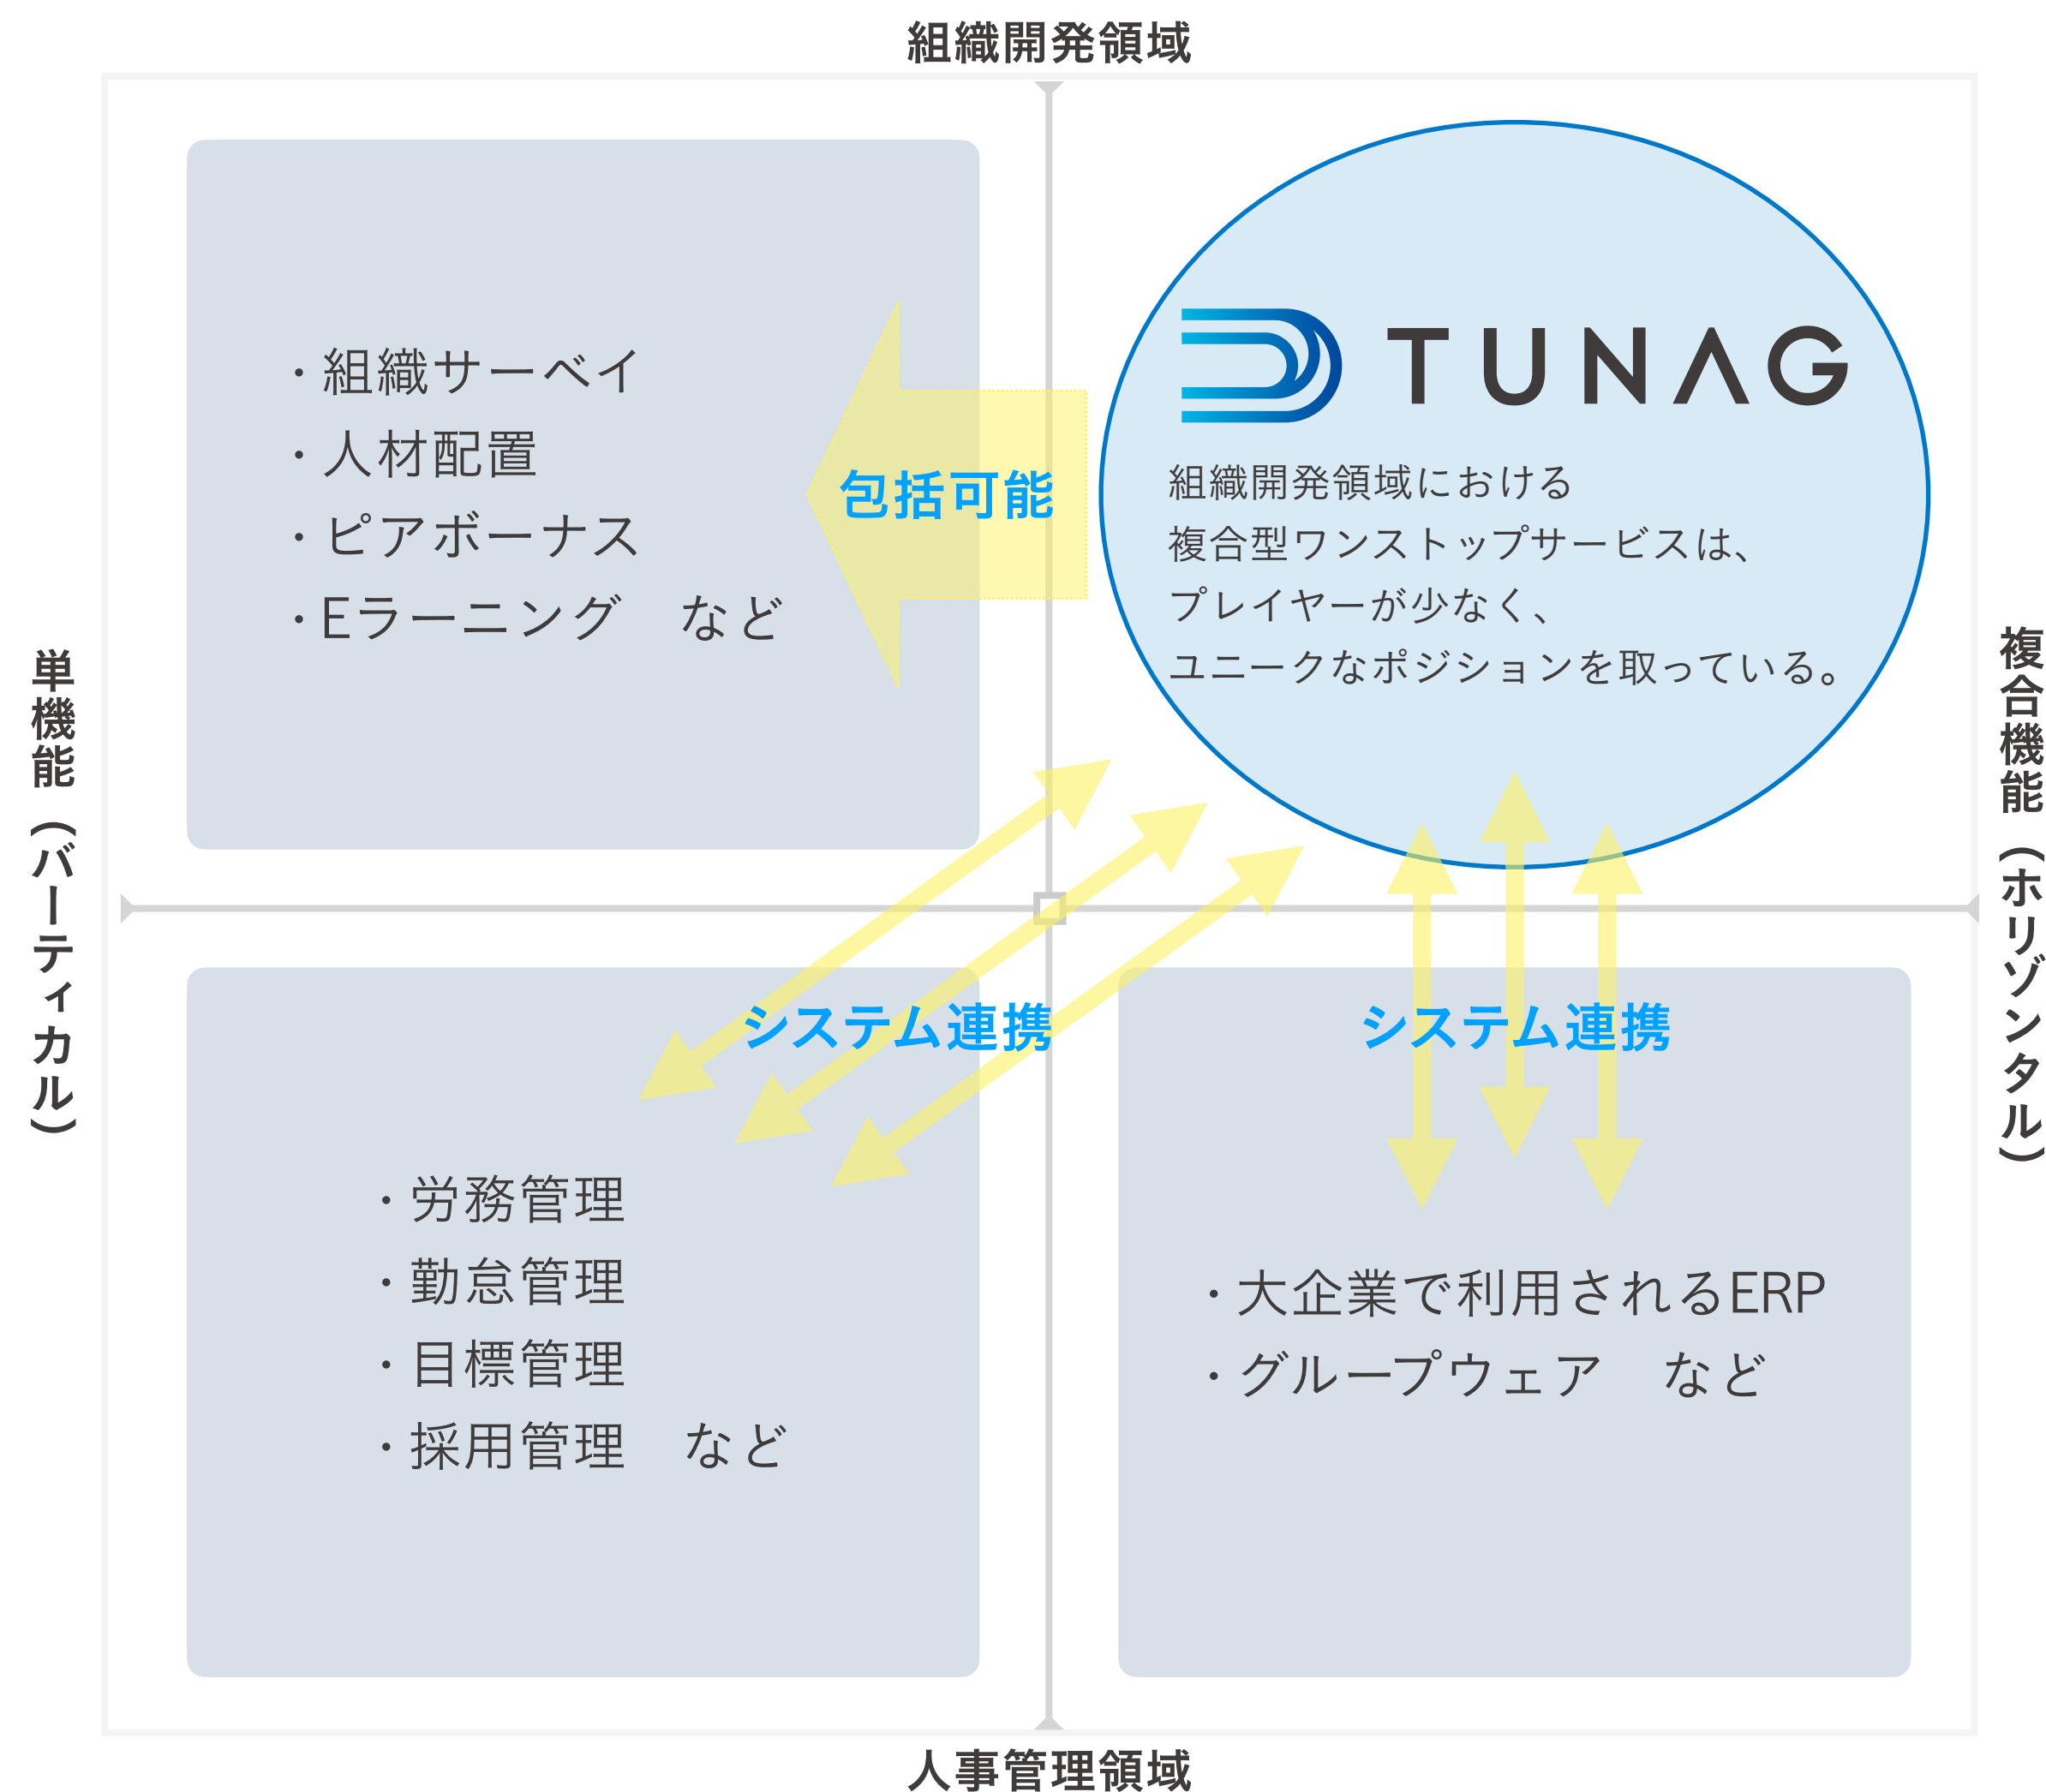 組織開発領域
単機能（バーティカル）
・組織サーベイ
・人材配置
・ピアボーナス
・Eラーニング　など
包括可能
TUNAG
組織開発領域における
複合型ワンストップサービスは、
プレイヤーが少なく、
ユニークなポジションを取っている。
複合機能（ホリゾンタル）
システム連携
・労務管理
・勤怠管理
・目標管理
・採用管理　など
システム連携
・大企業で利用されるERP
・グループウェア　など
人事管理領域